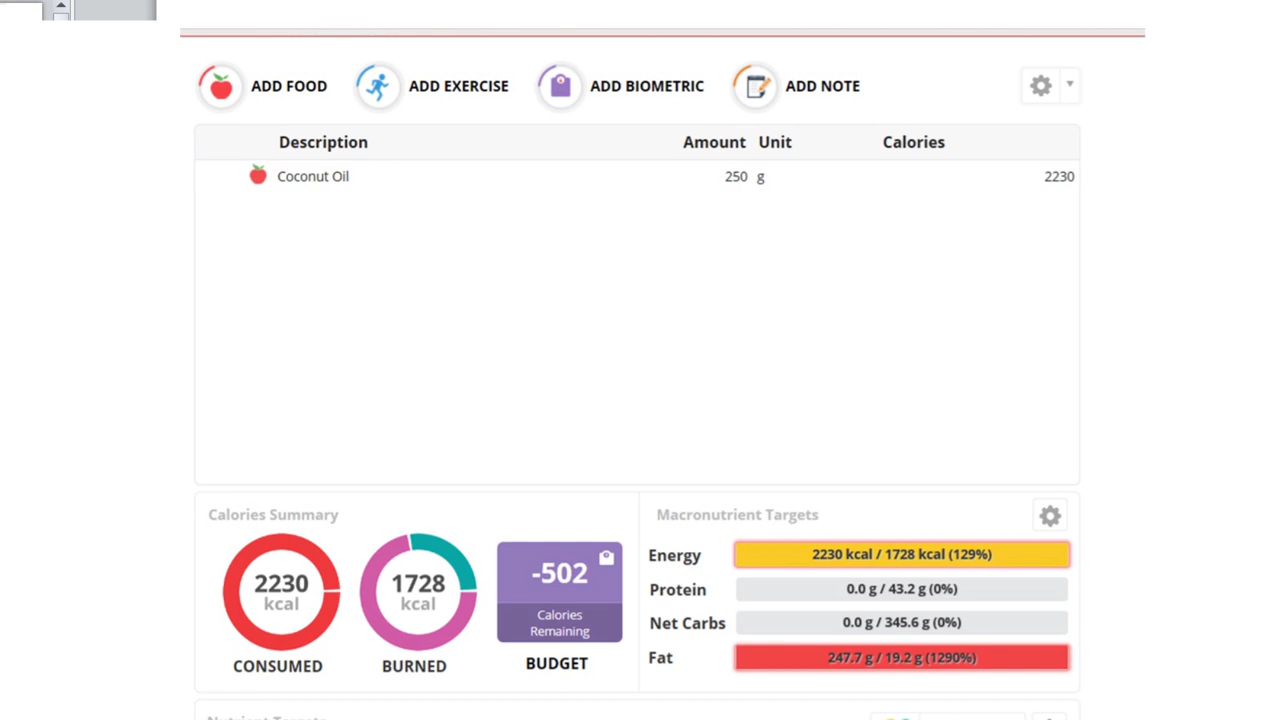 ADD FOOD ADD EXERCISE ADD BIOMETRIC ADD NOTE
Description Amount Unit Calories
Coconut Oil 250 g 2230
Calories Summary
2230
kcal
CONSUMED
1728
kcal
BURNED
-502
Calories
Remaining
BUDGET
Macronutrient Targets
Energy 2230 kcal / 1728 kcal (129%)
Protein 0.0 g / 43.2 g (0%)
Net Carbs 0.0 g / 345.6 g (0%)
Fat 247.7 g / 19.2 g (1290%)
Nutrient Targets